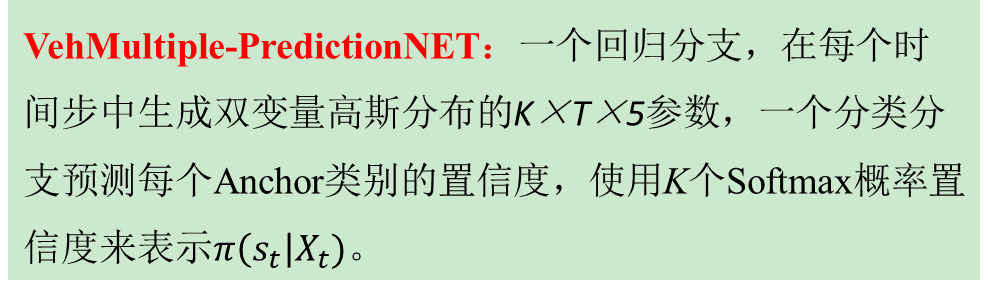 VehMultiple-PredictionNET：一个回归分支，在每个时
间步中生成双变量高斯分布的K×T×5参数，一个分类分
支预测每个Anchor类别的置信度，使用K个Softmax概率置
信度来表示π(s_t|X_t)。